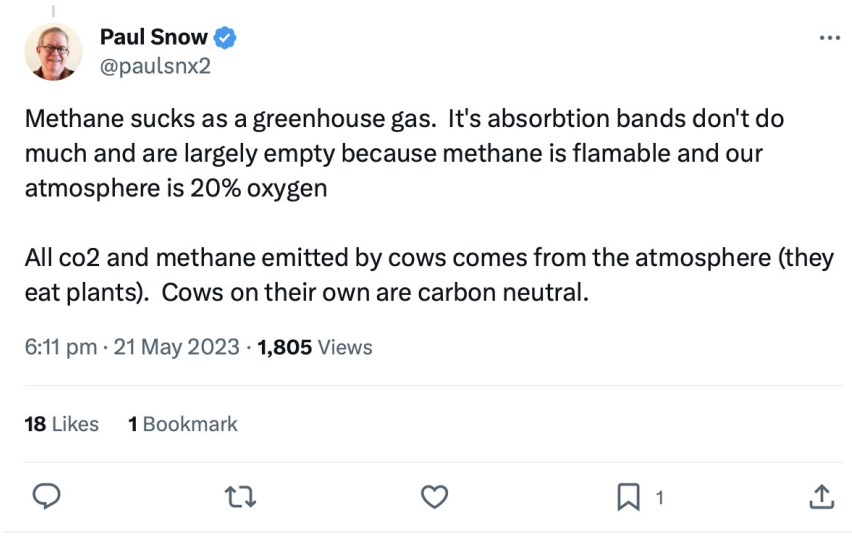 Paul Snow
@paulsnx2
Methane sucks as a greenhouse gas.  It's absorbtion bands don't do
much and are largely empty because methane is flamable and our
atmosphere is 20% oxygen
All co2 and methane emitted by cows comes from the atmosphere (they
eat plants).  Cows on their own are carbon neutral.
6:11 pm · 21 May 2023 · 1,805 Views
18 Likes 1 Bookmark
1